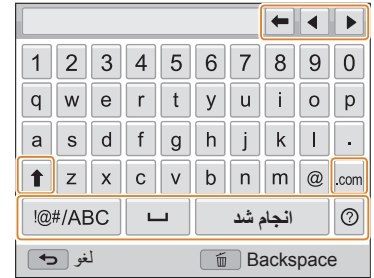 1 2 3 4 5 6 7 8 9 0
q w e r t y u i o p
a s d f g h j k l .
z x c v b n m @ .com
!@#/ABC انجام شد ?
لغو Backspace